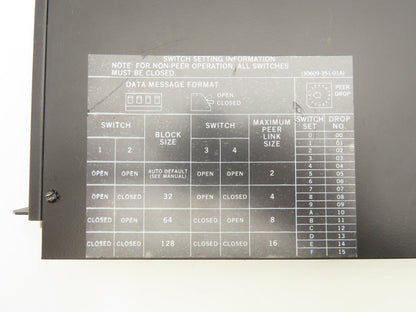 SWITCH SETTING INFORMATION
NOTE: FOR NON-PEER OPERATION, ALL SWITCHES
MUST BE CLOSED. (30609-351-01A)
DATA MESSAGE FORMAT
OPEN
CLOSED
PEER
DROP
SWITCH BLOCK SIZE SWITCH MAXIMUM PEER LINK SIZE SWITCH SET DROP NO.
1 2 3 4
OPEN OPEN AUTO DEFAULT (SEE MANUAL) OPEN OPEN 2
OPEN CLOSED 32 OPEN CLOSED 4
CLOSED OPEN 64 CLOSED OPEN 8
CLOSED CLOSED 128 CLOSED CLOSED 16
0 00
1 01
2 02
3 03
4 04
5 05
6 06
7 07
8 08
9 09
A 10
B 11
C 12
D 13
E 14
F 15